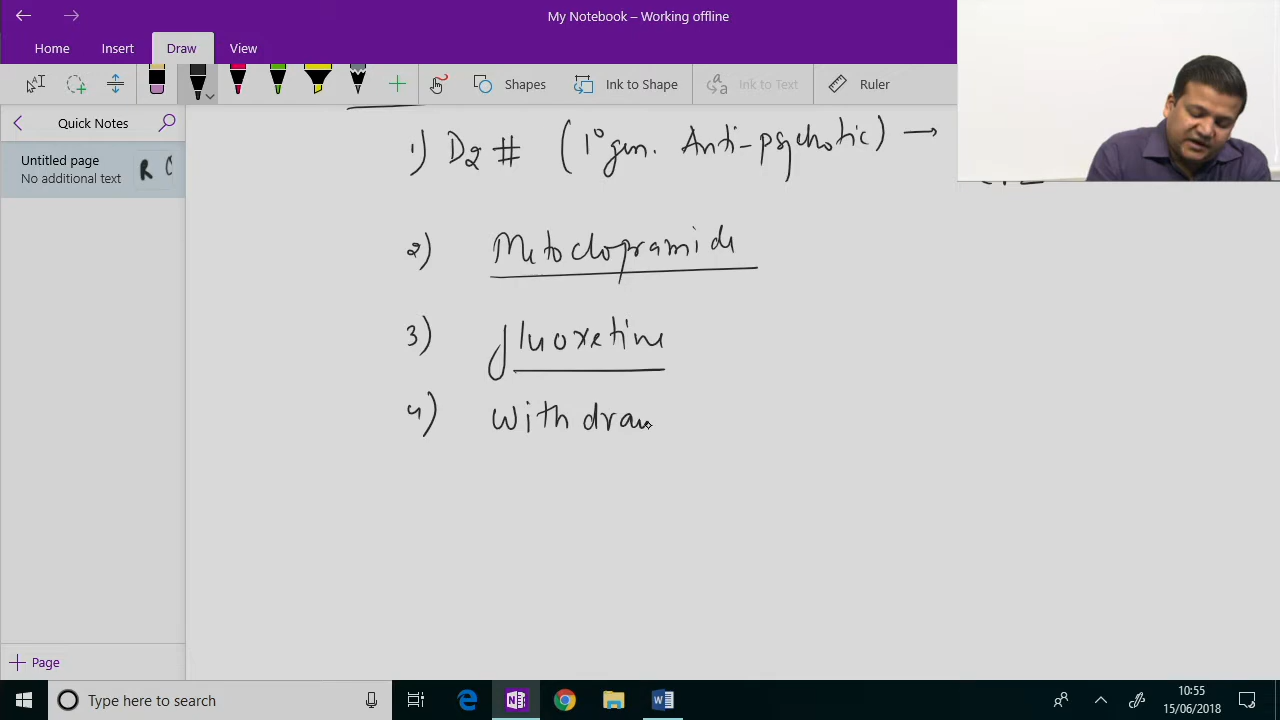 My Notebook – Working offline
Home Insert Draw View
Shapes Ink to Shape Ink to Text Ruler
Quick Notes
Untitled page
No additional text
R
1) D2 # (1° gen. Anti-psychotic) →
2) Metoclopramide
3) fluoxetine
4) With draw
+ Page
Type here to search
10:55
15/06/2018